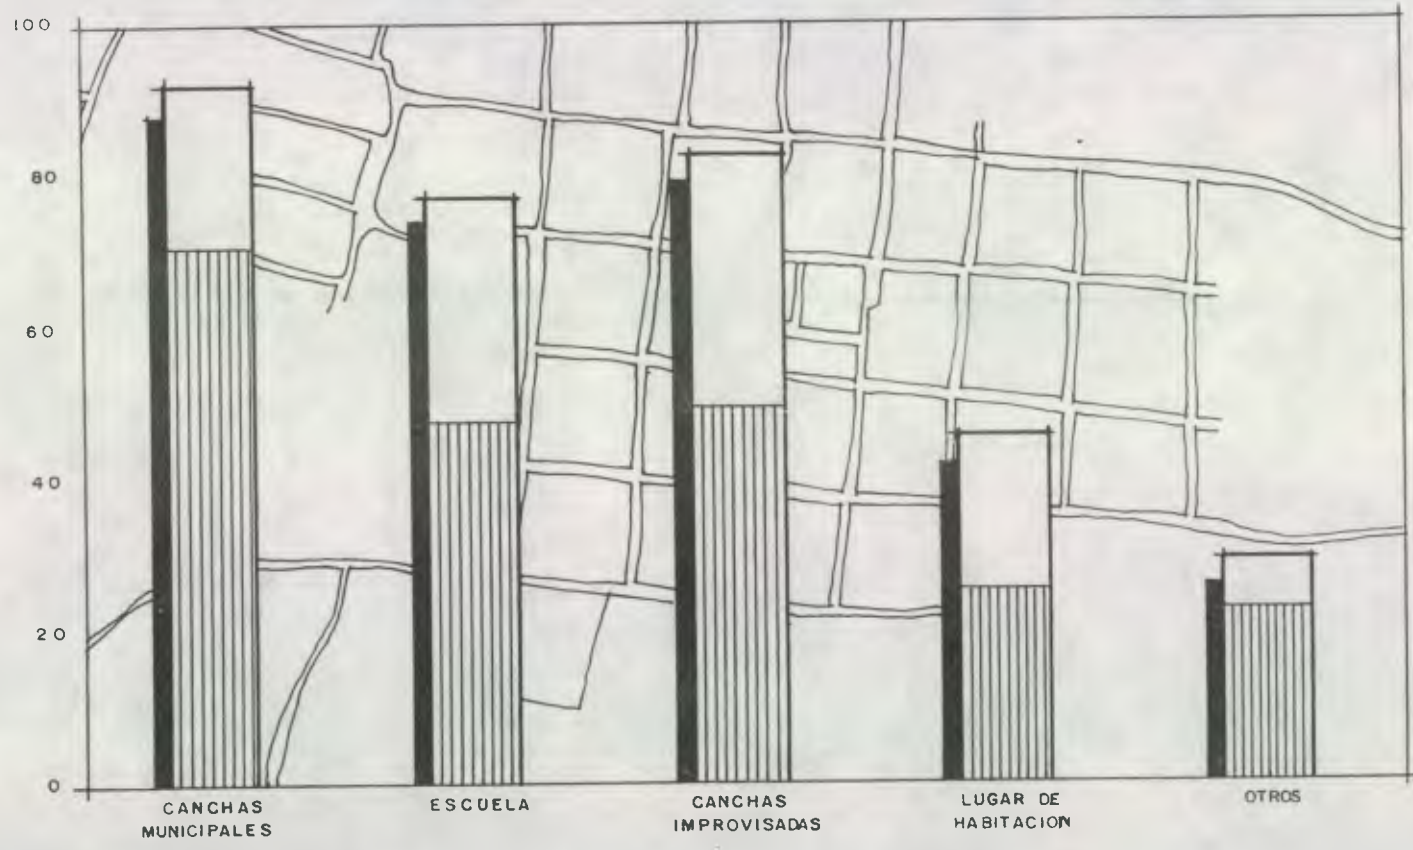 100
80
60
40
20
0
CANCHAS
MUNICIPALES
ESCUELA
CANCHAS
IMPROVISADAS
LUGAR DE
HABITACION
OTROS